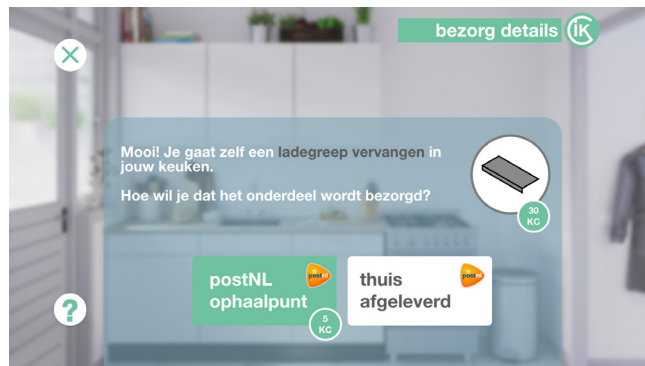 bezorg details iK
Mooi! Je gaat zelf een ladegreep vervangen in
jouw keuken.
Hoe wil je dat het onderdeel wordt bezorgd?
30
KC
postNL
ophaalpunt
postnl
5
KC
thuis
afgeleverd
postnl
?